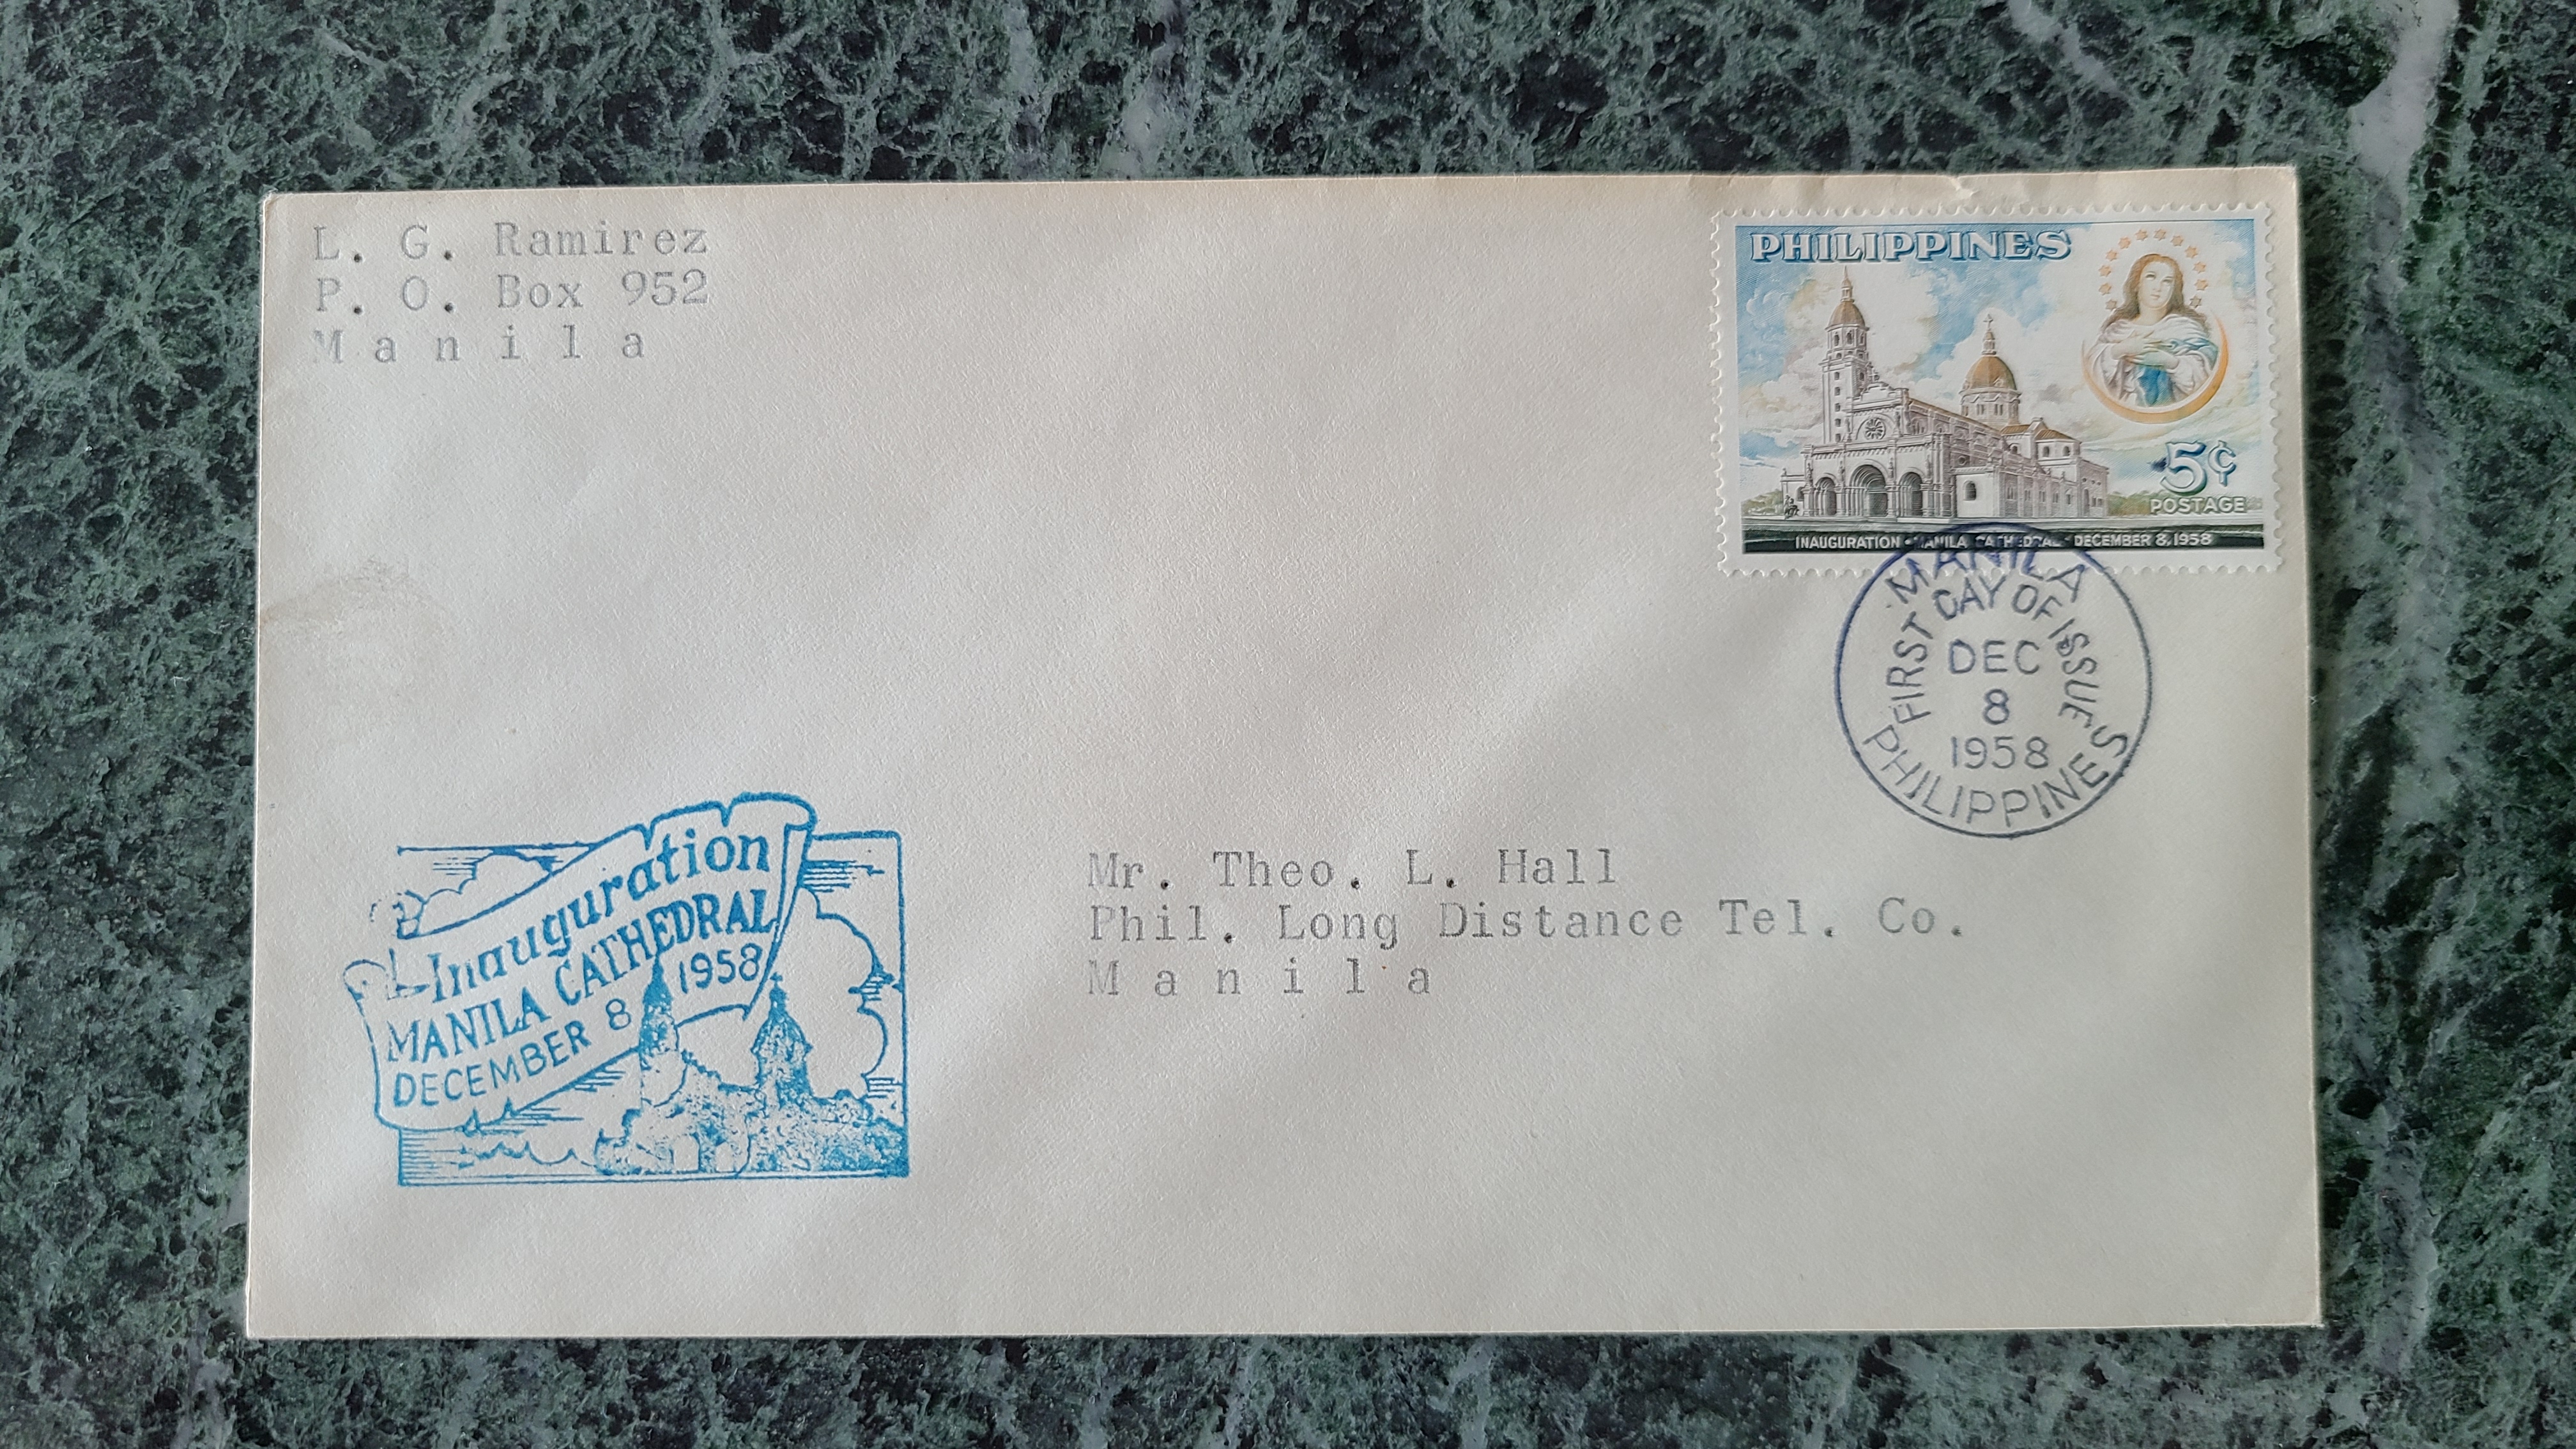 L. G. Ramirez
P. O. Box 952
M a n i l a
PHILIPPINES
5¢
POSTAGE
INAUGURATION • MANILA CATHEDRAL • DECEMBER 8, 1958
MANILA
FIRST DAY OF ISSUE
DEC
8
1958
PHILIPPINES
Mr. Theo. L. Hall
Phil. Long Distance Tel. Co.
M a n i l a
Inauguration
MANILA CATHEDRAL
DECEMBER 8 1958